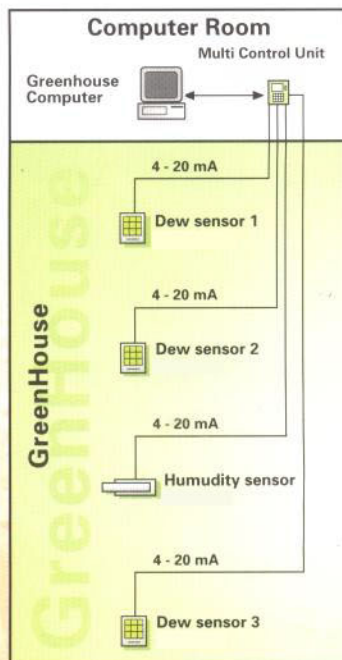 Computer Room
Multi Control Unit
Greenhouse
Computer
4 - 20 mA
Dew sensor 1
4 - 20 mA
Dew sensor 2
4 - 20 mA
Humudity sensor
4 - 20 mA
Dew sensor 3
GreenHouse
GreenHouse